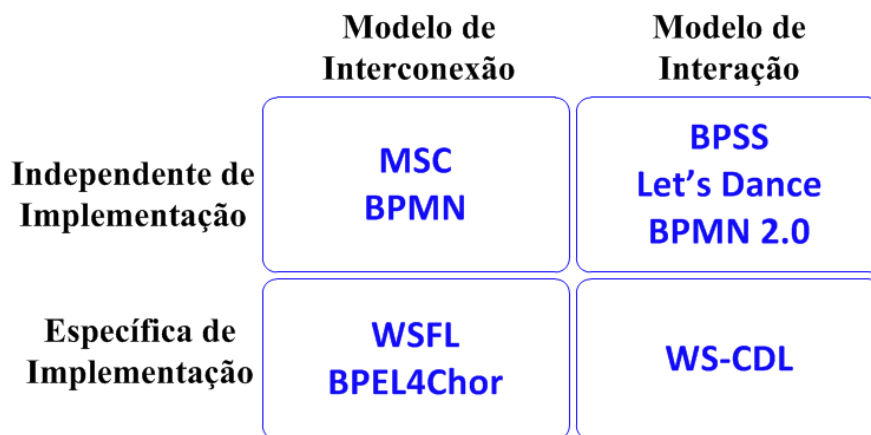 Modelo de
Interconexão
Modelo de
Interação
Independente de
Implementação
MSC
BPMN
BPSS
Let's Dance
BPMN 2.0
Específica de
Implementação
WSFL
BPEL4Chor
WS-CDL